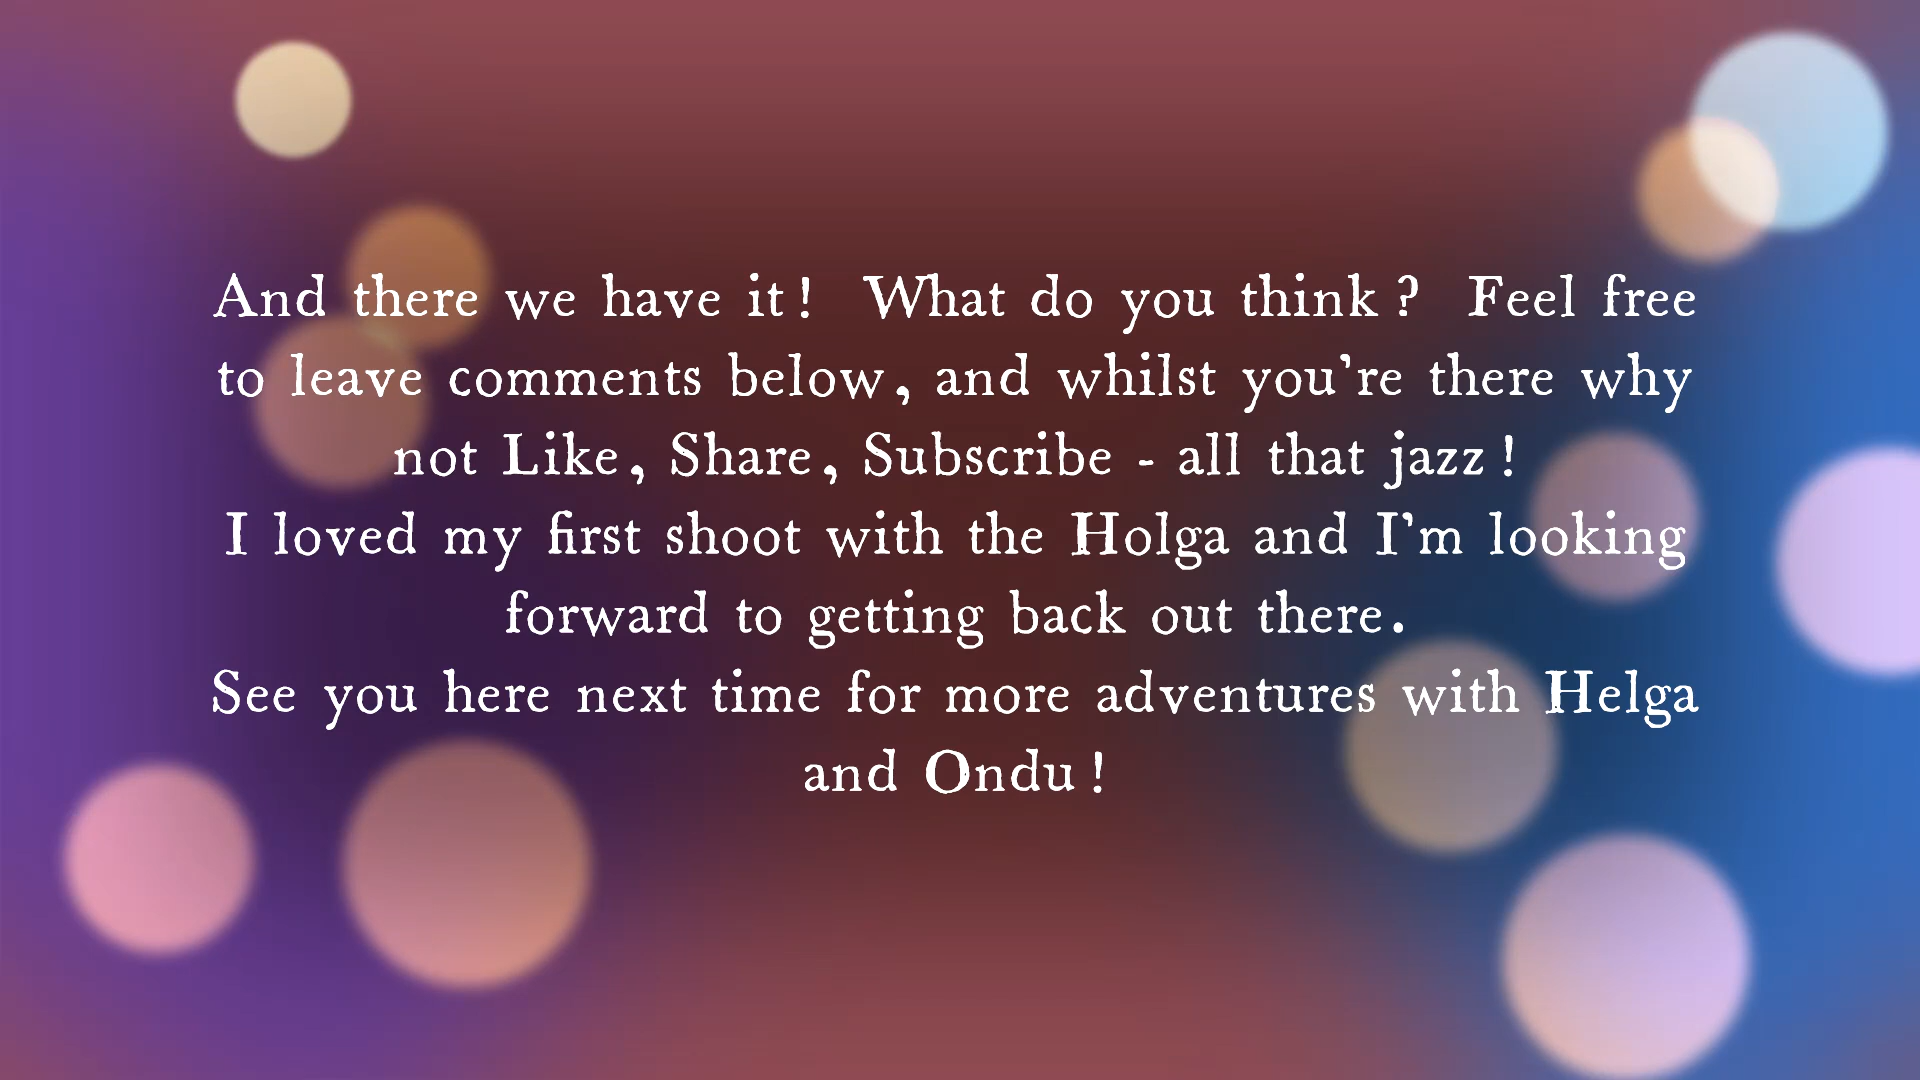 And there we have it! What do you think? Feel free
to leave comments below, and whilst you're there why
not Like, Share, Subscribe - all that jazz!
I loved my first shoot with the Holga and I'm looking
forward to getting back out there.
See you here next time for more adventures with Helga
and Ondu!